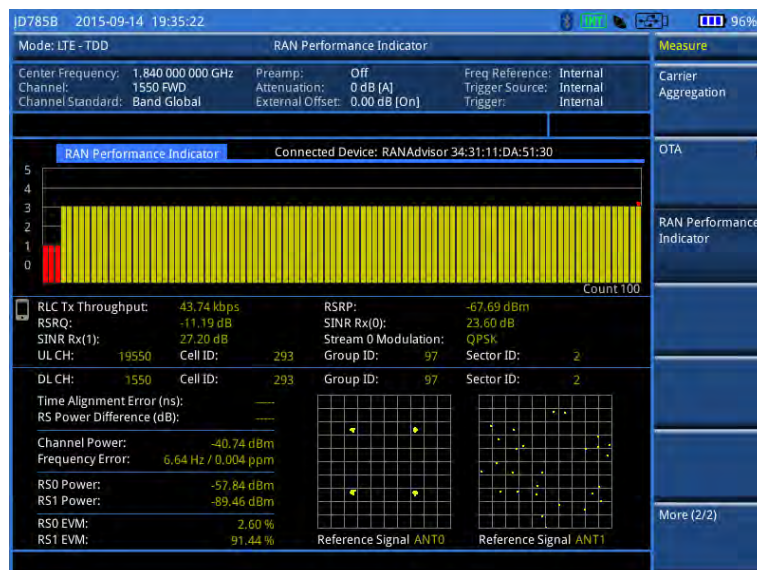 JD785B 2015-09-14 19:35:22 INT 96%
Mode: LTE - TDD RAN Performance Indicator Measure
Center Frequency: 1.840 000 000 GHz Preamp: Off Freq Reference: Internal
Channel: 1550 FWD Attenuation: 0 dB [A] Trigger Source: Internal
Channel Standard: Band Global External Offset: 0.00 dB [On] Trigger: Internal
Carrier
Aggregation
RAN Performance Indicator Connected Device: RANAdvisor 34:31:11:DA:51:30
OTA
5
4
3
2
1
0
RAN Performance
Indicator
Count 100
RLC Tx Throughput: 43.74 kbps RSRP: -67.69 dBm
RSRQ: -11.19 dB SINR Rx(0): 23.60 dB
SINR Rx(1): 27.20 dB Stream 0 Modulation: QPSK
UL CH: 19550 Cell ID: 293 Group ID: 97 Sector ID: 2
DL CH: 1550 Cell ID: 293 Group ID: 97 Sector ID: 2
Time Alignment Error (ns): -----
RS Power Difference (dB): -----
Channel Power: -40.74 dBm
Frequency Error: 6.64 Hz / 0.004 ppm
RS0 Power: -57.84 dBm
RS1 Power: -89.46 dBm
RS0 EVM: 2.60 %
RS1 EVM: 91.44 %
Reference Signal ANT0 Reference Signal ANT1
More (2/2)